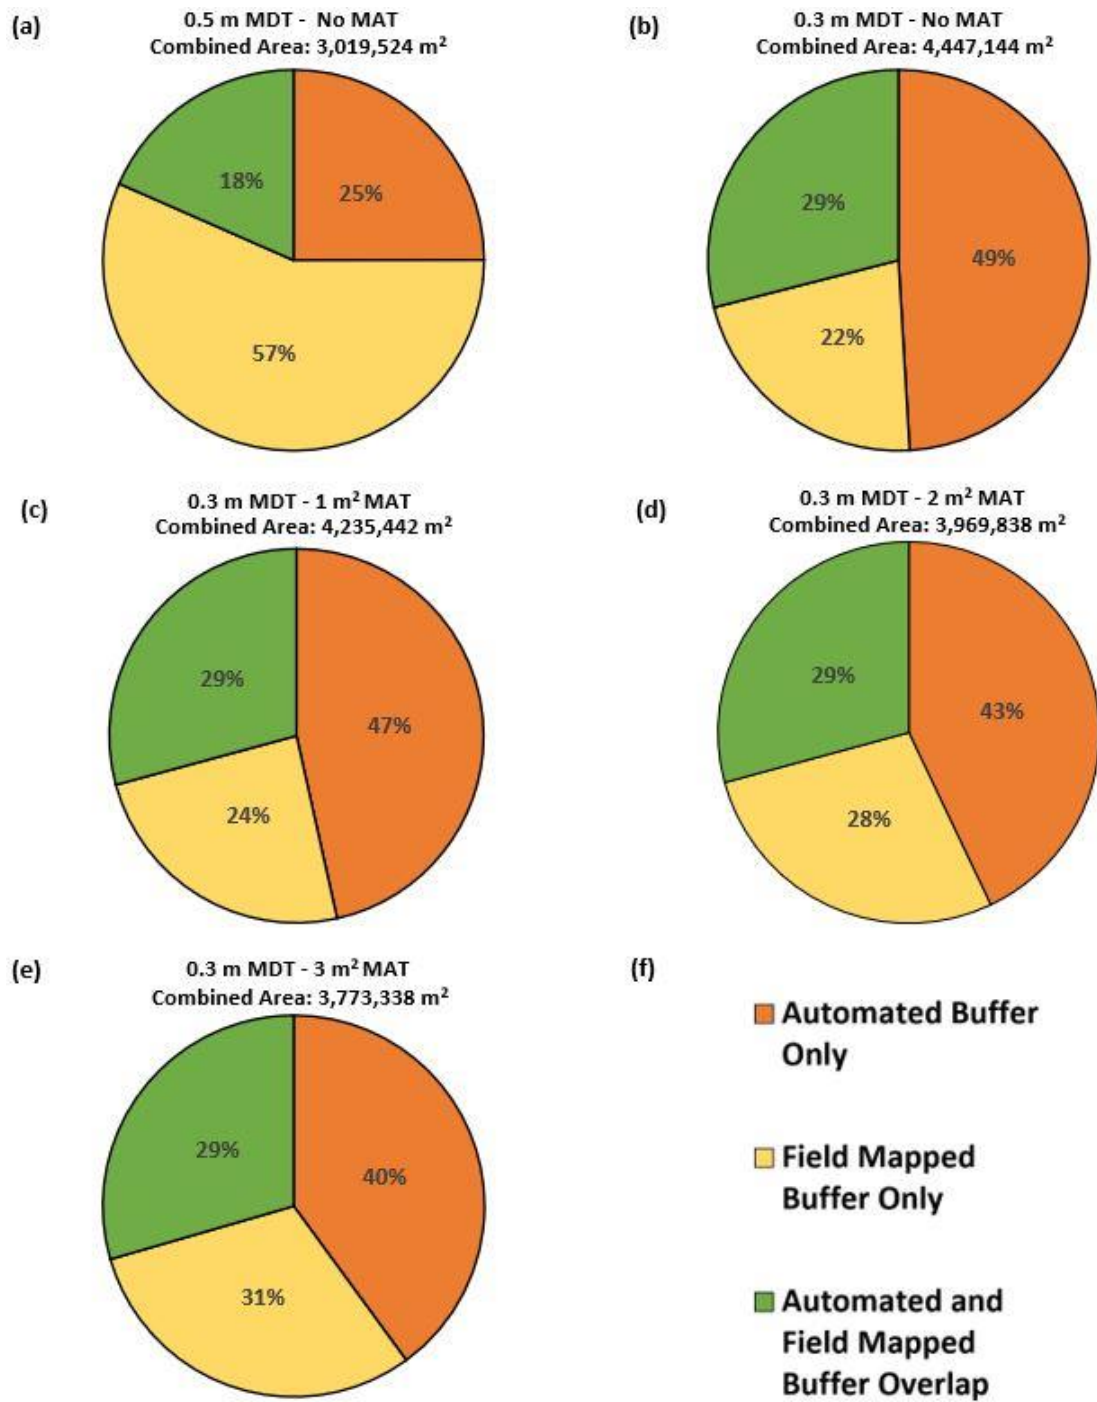 (a)
0.5 m MDT - No MAT
Combined Area: 3,019,524 m²
18%
25%
57%
(b)
0.3 m MDT - No MAT
Combined Area: 4,447,144 m²
29%
49%
22%
(c)
0.3 m MDT - 1 m² MAT
Combined Area: 4,235,442 m²
29%
47%
24%
(d)
0.3 m MDT - 2 m² MAT
Combined Area: 3,969,838 m²
29%
43%
28%
(e)
0.3 m MDT - 3 m² MAT
Combined Area: 3,773,338 m²
29%
40%
31%
(f)
Automated Buffer
Only
Field Mapped
Buffer Only
Automated and
Field Mapped
Buffer Overlap